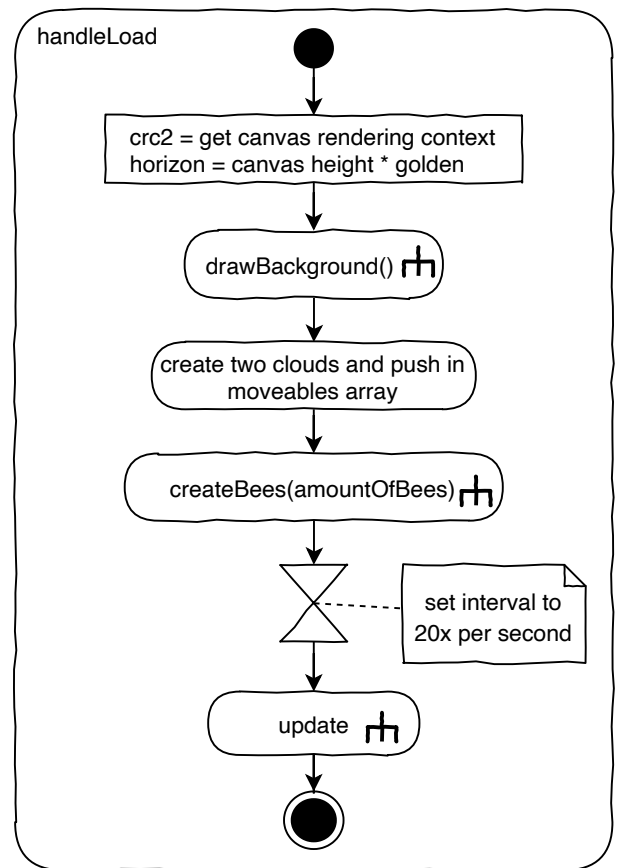 handleLoad
crc2 = get canvas rendering context
horizon = canvas height * golden
drawBackground()
create two clouds and push in
moveables array
createBees(amountOfBees)
set interval to
20x per second
update